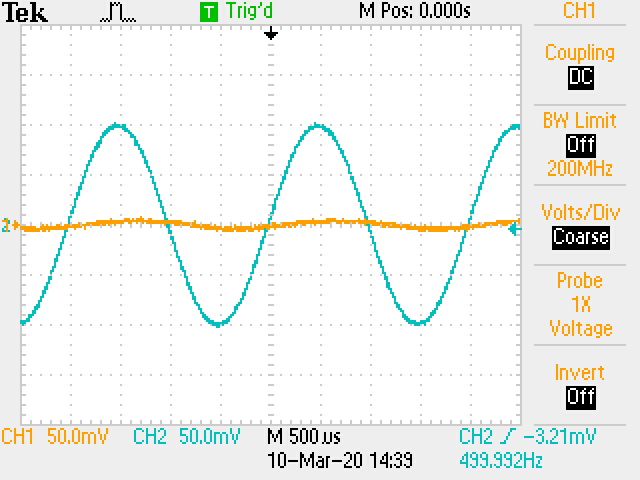 Tek T Trig'd M Pos: 0.000s CH1
Coupling
DC
BW Limit
Off
200MHz
Volts/Div
Coarse
Probe
1X
Voltage
Invert
Off
CH1 50.0mV CH2 50.0mV M 500µs CH2 -3.21mV
10-Mar-20 14:39 499.992Hz